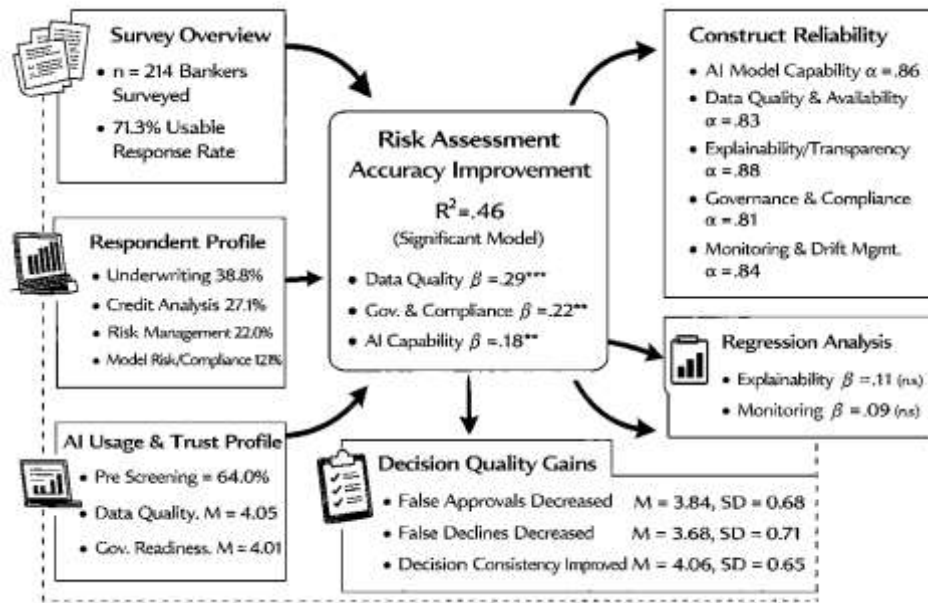 Survey Overview
• n = 214 Bankers
Surveyed
• 71.3% Usable
Response Rate
Respondent Profile
• Underwriting 38.8%
• Credit Analysis 27.1%
• Risk Management 22.0%
• Model Risk/Compliance 12.1%
AI Usage & Trust Profile
• Pre Screening = 64.0%
• Data Quality. M = 4.05
• Gov. Readiness. M = 4.01
Risk Assessment
Accuracy Improvement
R² = .46
(Significant Model)
• Data Quality β = .29***
• Gov. & Compliance β = .22**
• AI Capability β = .18**
Decision Quality Gains
• False Approvals Decreased M = 3.84, SD = 0.68
• False Declines Decreased M = 3.68, SD = 0.71
• Decision Consistency Improved M = 4.06, SD = 0.65
Construct Reliability
• AI Model Capability α = .86
• Data Quality & Availability
α = .83
• Explainability/Transparency
α = .88
• Governance & Compliance
α = .81
• Monitoring & Drift Mgmt.
α = .84
Regression Analysis
• Explainability β = .11 (n.s)
• Monitoring β = .09 (n.s)